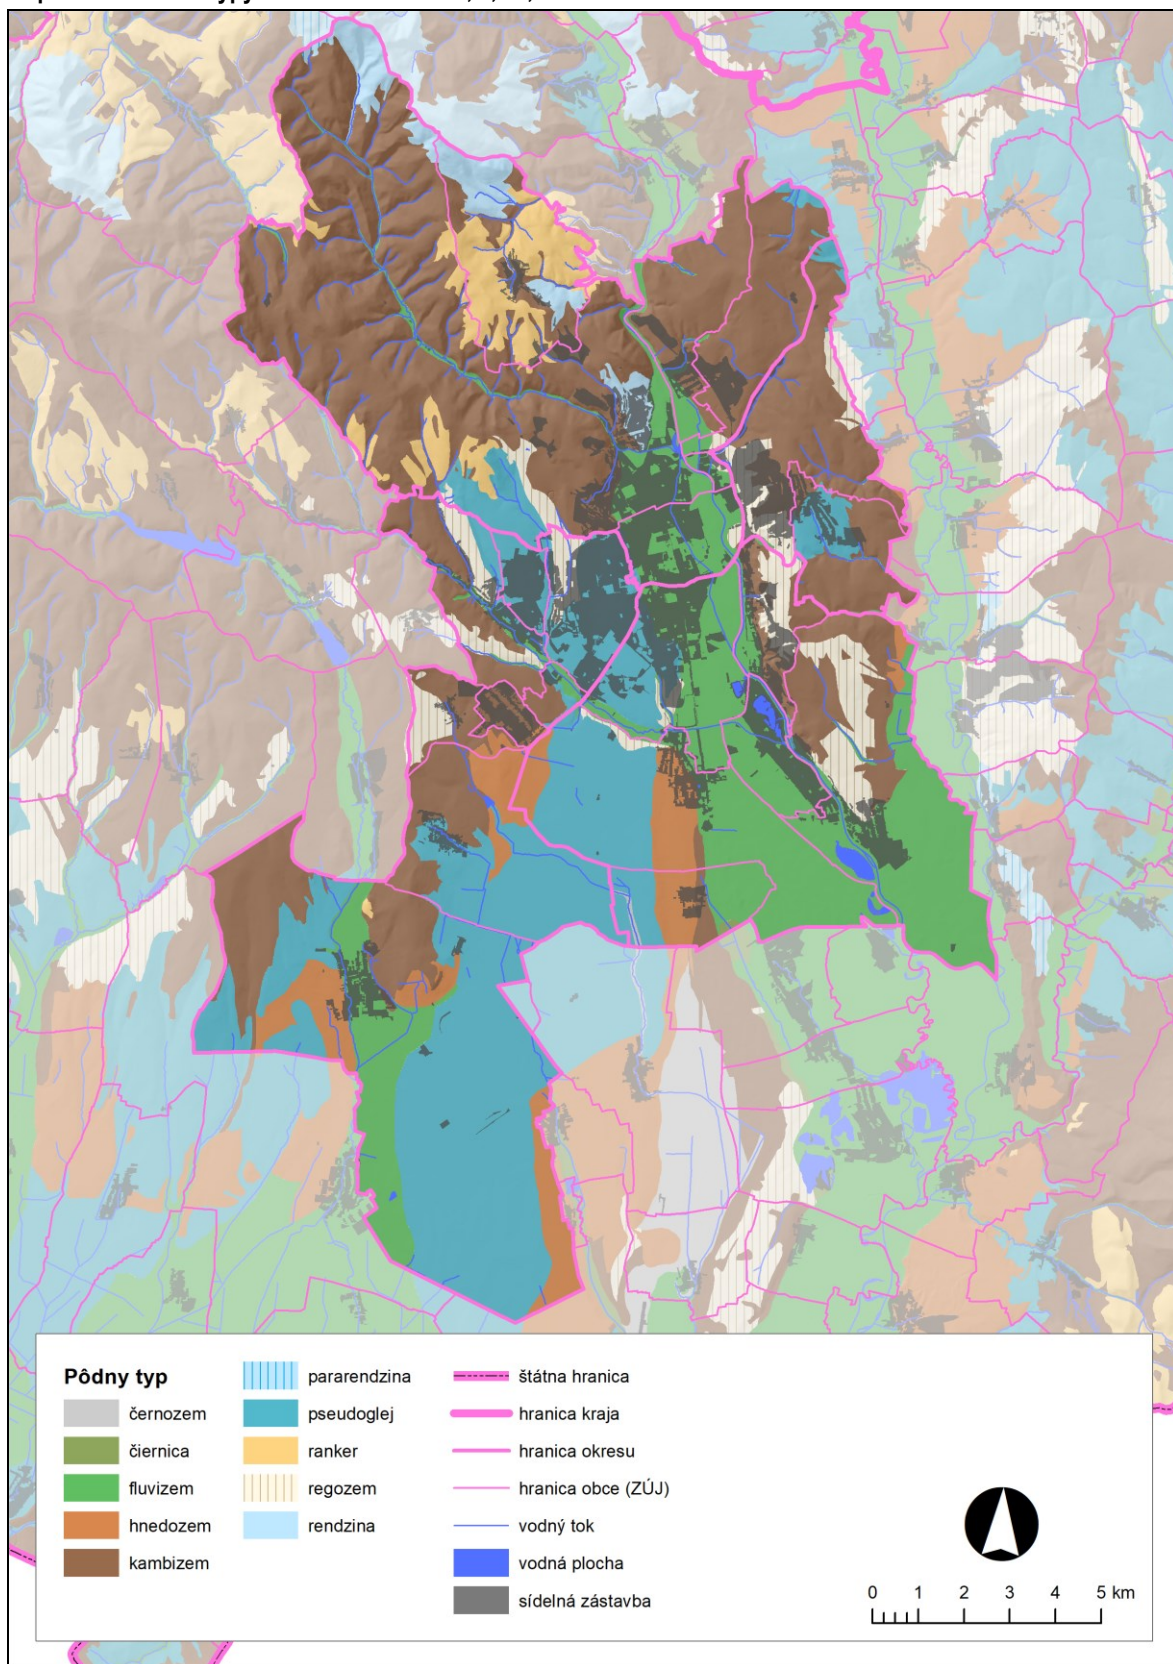 Pôdny typ
černozem
čiernica
fluvizem
hnedozem
kambizem
pararendzina
pseudoglej
ranker
regozem
rendzina
štátna hranica
hranica kraja
hranica okresu
hranica obce (ZÚJ)
vodný tok
vodná plocha
sídelná zástavba
0 1 2 3 4 5 km